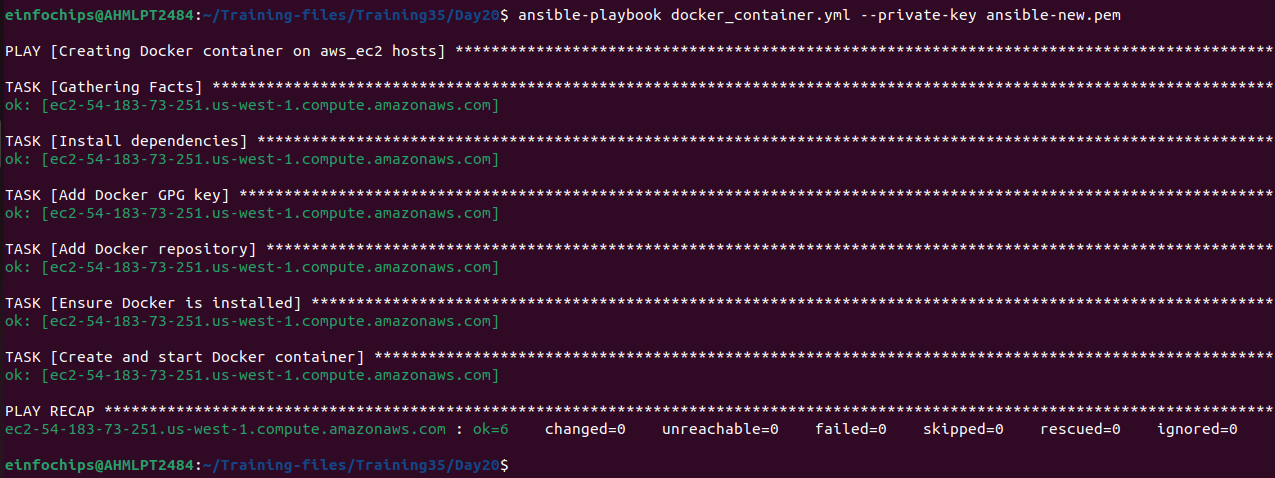 einfochips@AHMLPT2484:~/Training-files/Training35/Day20$ ansible-playbook docker_container.yml --private-key ansible-new.pem
PLAY [Creating Docker container on aws_ec2 hosts] *******************************************************************************************
TASK [Gathering Facts] **********************************************************************************************************************
ok: [ec2-54-183-73-251.us-west-1.compute.amazonaws.com]
TASK [Install dependencies] *****************************************************************************************************************
ok: [ec2-54-183-73-251.us-west-1.compute.amazonaws.com]
TASK [Add Docker GPG key] *******************************************************************************************************************
ok: [ec2-54-183-73-251.us-west-1.compute.amazonaws.com]
TASK [Add Docker repository] ****************************************************************************************************************
ok: [ec2-54-183-73-251.us-west-1.compute.amazonaws.com]
TASK [Ensure Docker is installed] ***********************************************************************************************************
ok: [ec2-54-183-73-251.us-west-1.compute.amazonaws.com]
TASK [Create and start Docker container] ****************************************************************************************************
ok: [ec2-54-183-73-251.us-west-1.compute.amazonaws.com]
PLAY RECAP **********************************************************************************************************************************
ec2-54-183-73-251.us-west-1.compute.amazonaws.com : ok=6    changed=0    unreachable=0    failed=0    skipped=0    rescued=0    ignored=0
einfochips@AHMLPT2484:~/Training-files/Training35/Day20$